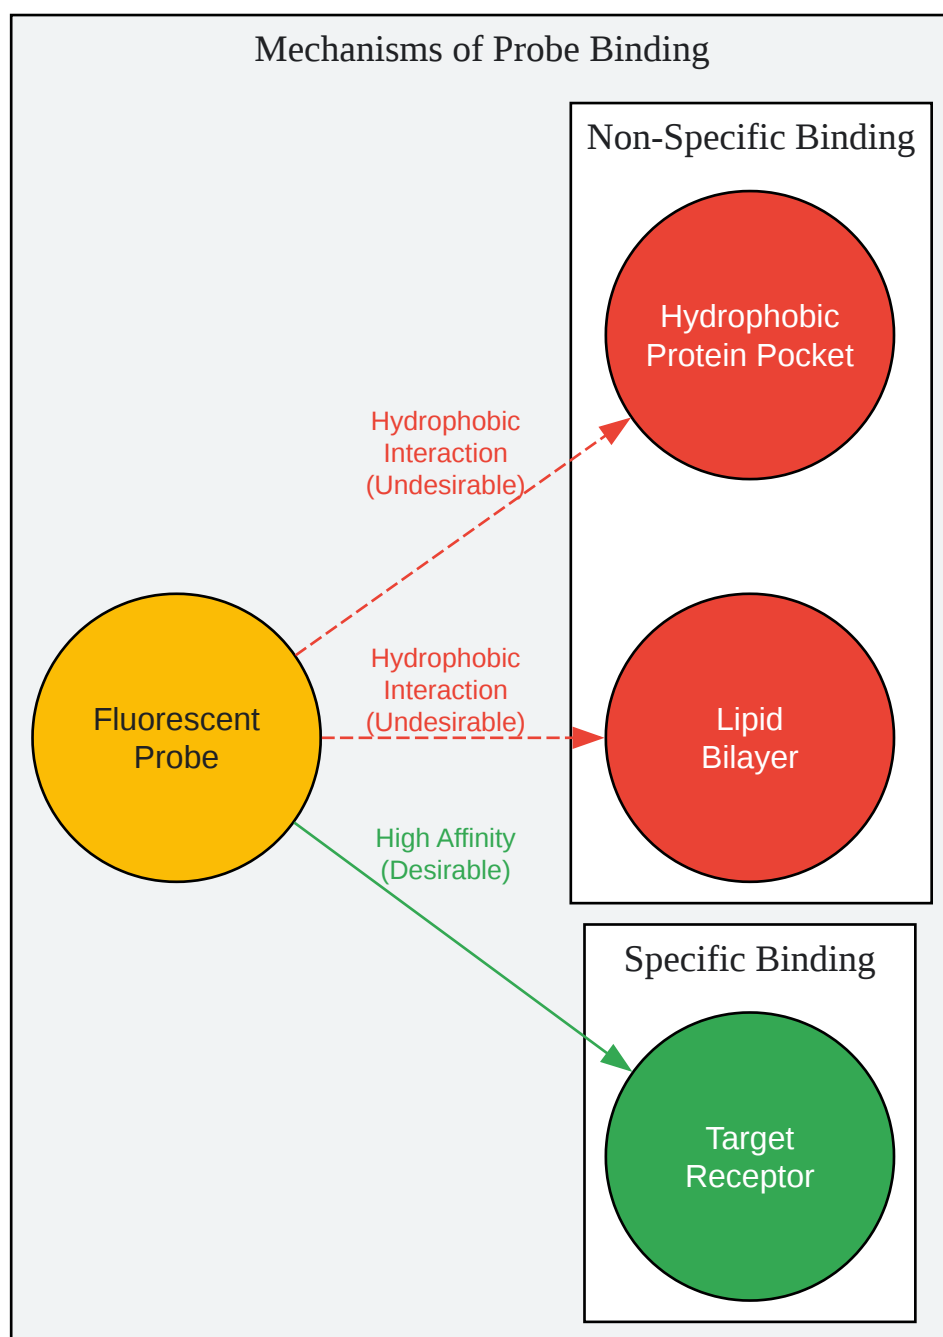 Mechanisms of Probe Binding
Non-Specific Binding
Hydrophobic
Protein Pocket
Hydrophobic
Interaction
(Undesirable)
Hydrophobic
Interaction
(Undesirable)
Fluorescent
Probe
Lipid
Bilayer
High Affinity
(Desirable)
Specific Binding
Target
Receptor